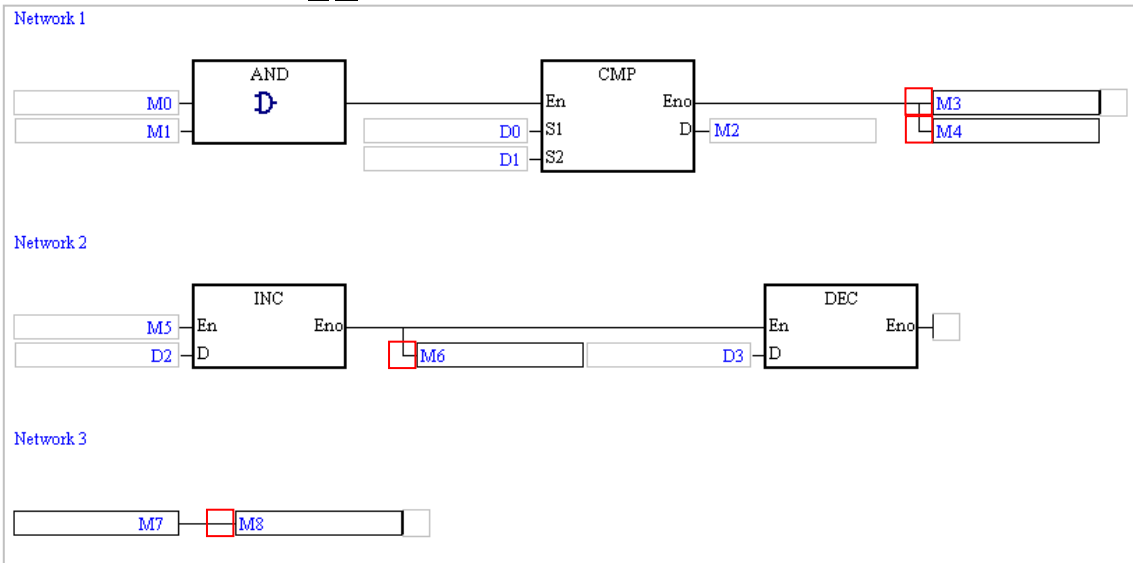 Network 1
AND CMP
M0 En Eno M3
M1 D0 S1 D M2 M4
D1 S2
Network 2
INC DEC
M5 En Eno En Eno
D2 D M6 D3 D
Network 3
M7 M8